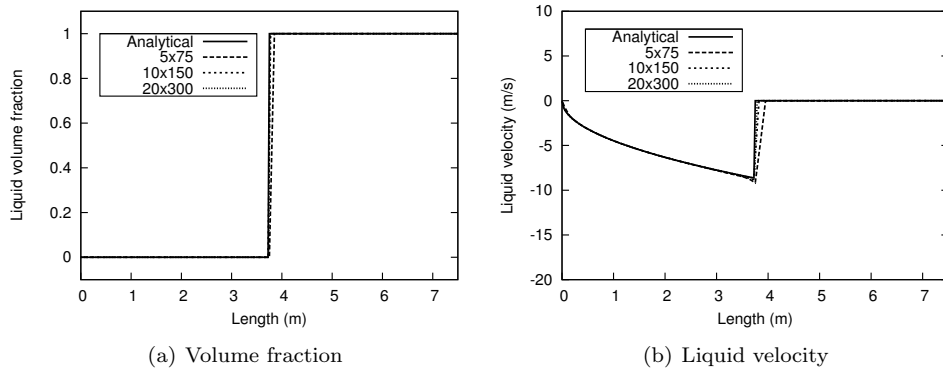 Liquid volume fraction
1
0.8
0.6
0.4
0.2
0
Analytical
5x75
10x150
20x300
0 1 2 3 4 5 6 7
Length (m)
(a) Volume fraction
Liquid velocity (m/s)
10
5
0
-5
-10
-15
-20
Analytical
5x75
10x150
20x300
0 1 2 3 4 5 6 7
Length (m)
(b) Liquid velocity